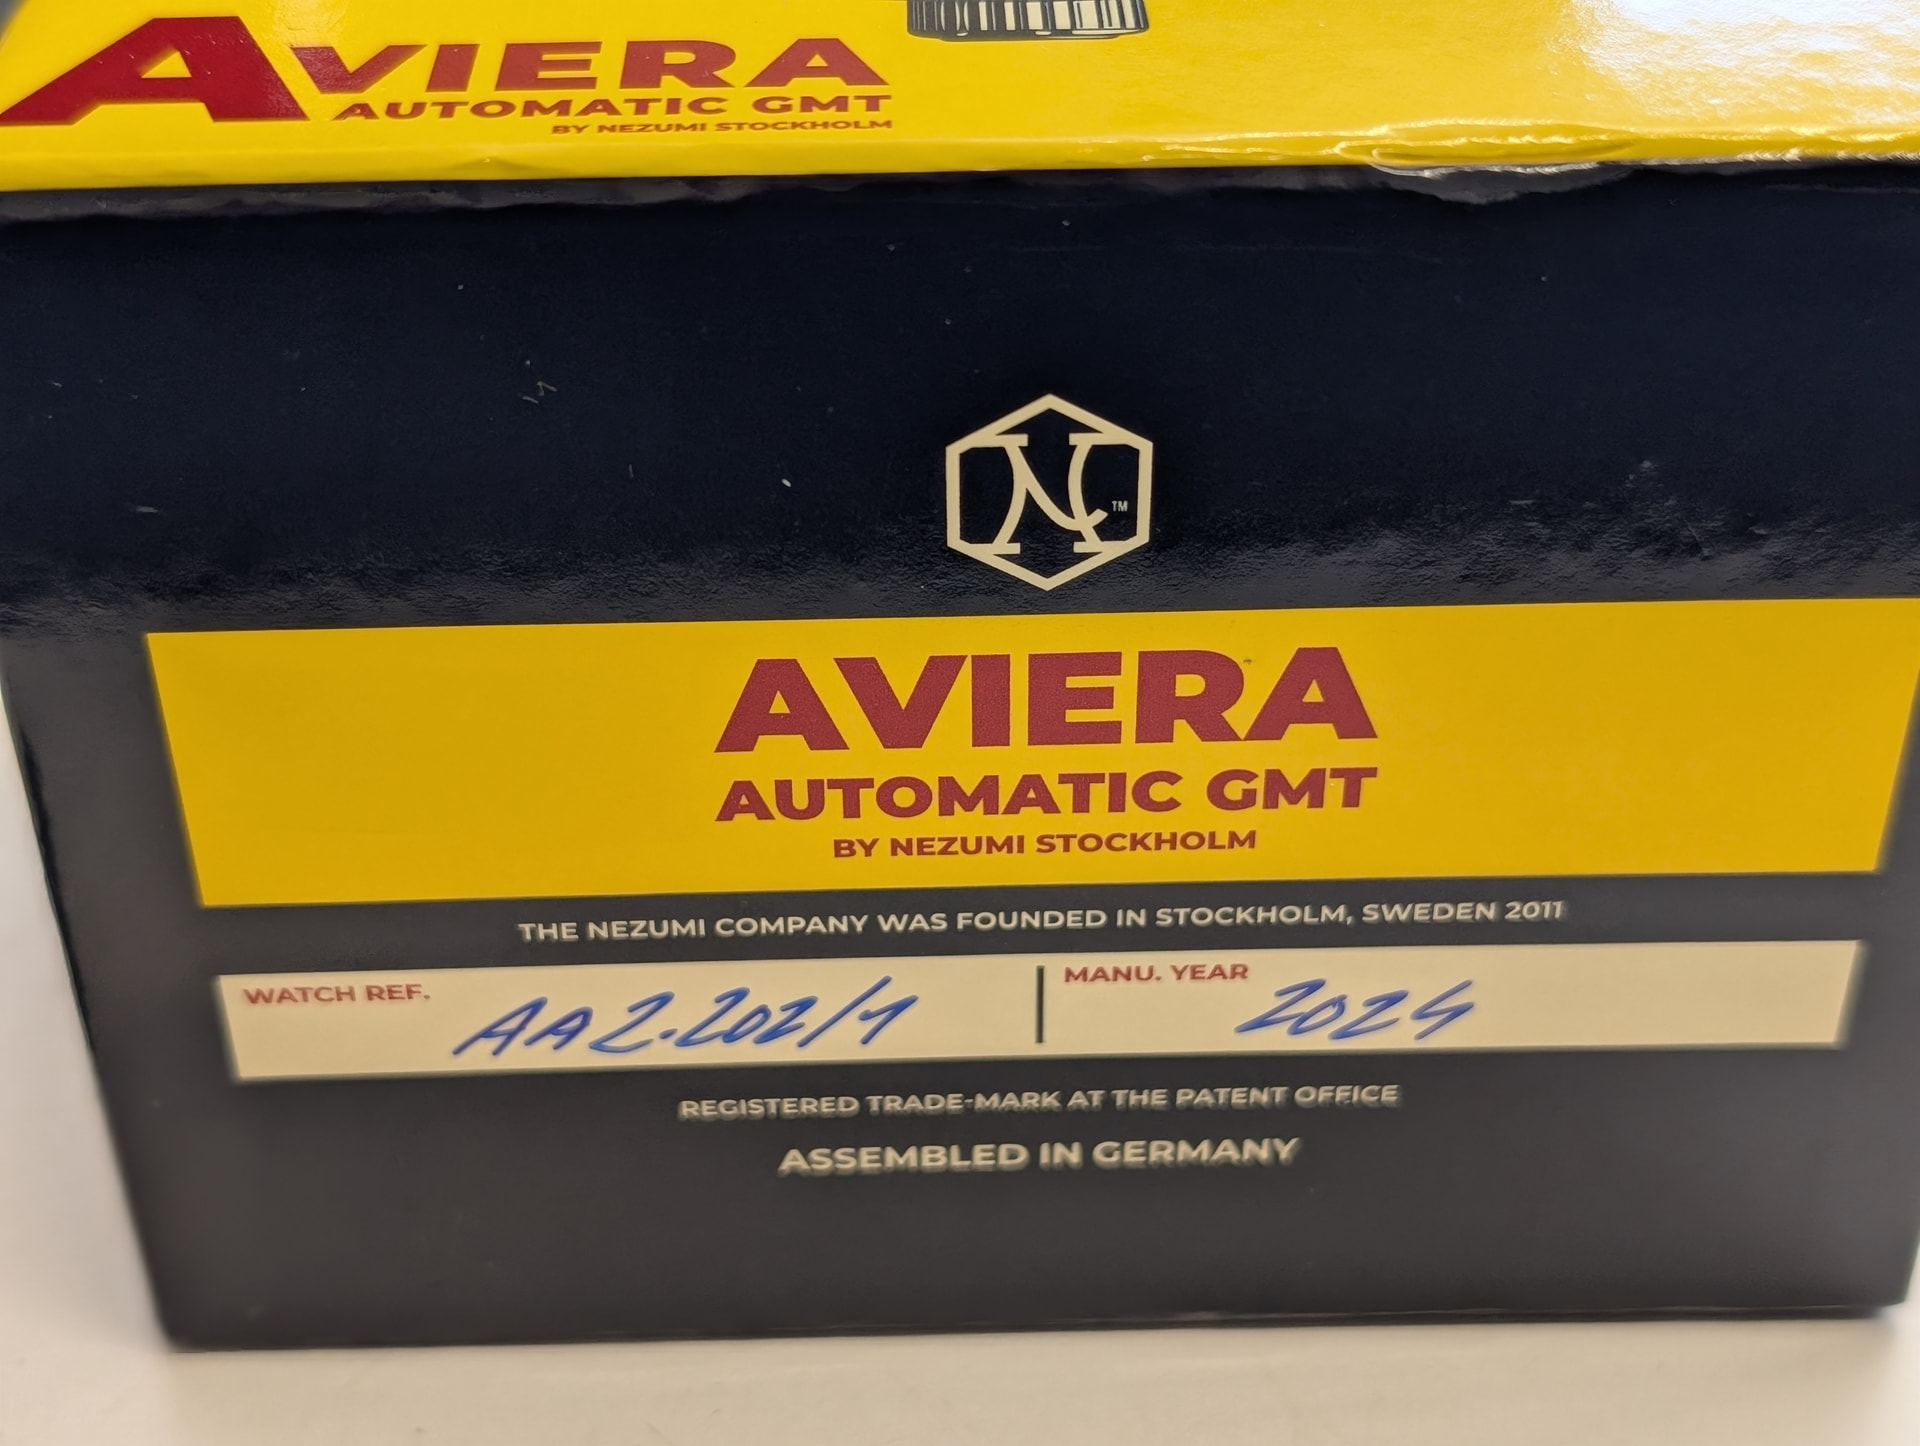 AVIERA
AUTOMATIC GMT
BY NEZUMI STOCKHOLM
N
TM
AVIERA
AUTOMATIC GMT
BY NEZUMI STOCKHOLM
THE NEZUMI COMPANY WAS FOUNDED IN STOCKHOLM, SWEDEN 2011
WATCH REF. AA2.202/1 MANU. YEAR 2024
REGISTERED TRADE-MARK AT THE PATENT OFFICE
ASSEMBLED IN GERMANY